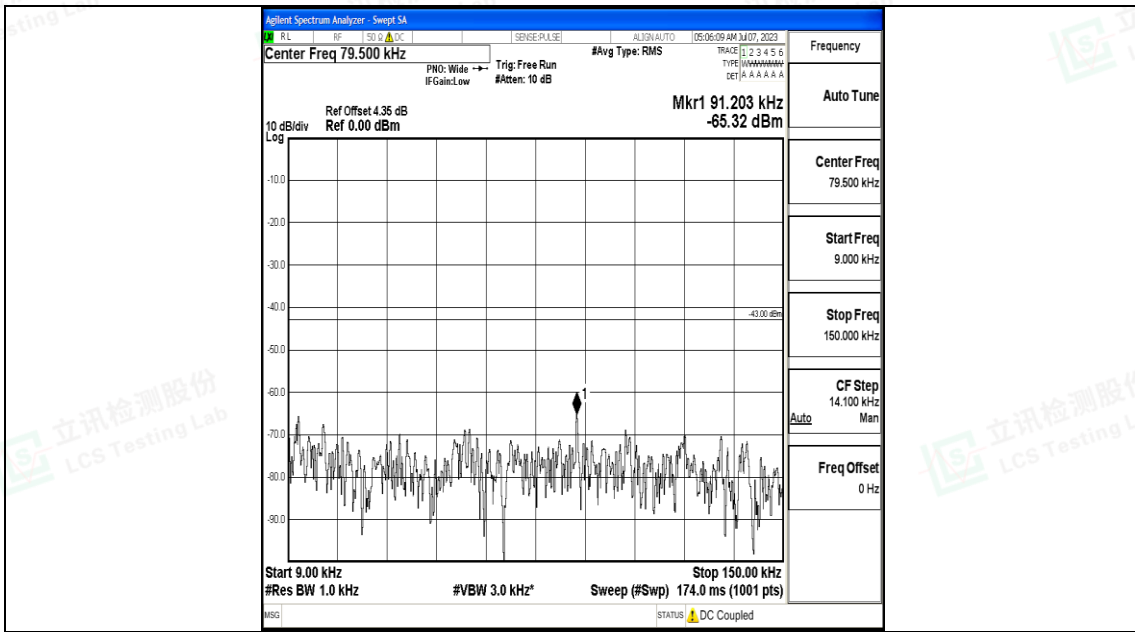 Agilent Spectrum Analyzer - Swept SA
RL RF 50 Ω DC SENSE:PULSE ALIGN AUTO 05:06:09 AM Jul 07, 2023
Center Freq 79.500 kHz
PNO: Wide
IFGain:Low
Trig: Free Run
#Atten: 10 dB
#Avg Type: RMS
TRACE 1 2 3 4 5 6
TYPE
DET A A A A A A
Mkr1 91.203 kHz
-65.32 dBm
Ref Offset 4.35 dB
10 dB/div Ref 0.00 dBm
Log
-10.0
-20.0
-30.0
-40.0
-43.00 dBm
-50.0
-60.0
1
-70.0
-80.0
-90.0
Start 9.00 kHz Stop 150.00 kHz
#Res BW 1.0 kHz #VBW 3.0 kHz* Sweep (#Swp) 174.0 ms (1001 pts)
MSG STATUS DC Coupled
Frequency
Auto Tune
Center Freq
79.500 kHz
Start Freq
9.000 kHz
Stop Freq
150.000 kHz
CF Step
14.100 kHz
Auto Man
Freq Offset
0 Hz
立讯检测股份
LCS Testing Lab
立讯检测股份
LCS Testing L